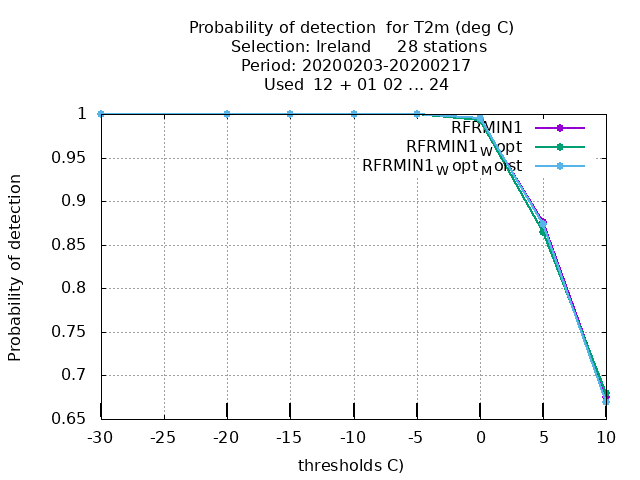 Probability of detection  for T2m (deg C)
Selection: Ireland     28 stations
Period: 20200203-20200217
Used  12 + 01 02 ... 24
RFRMIN1
RFRMIN1_W opt
RFRMIN1_W opt_M oist
Probability of detection
1
0.95
0.9
0.85
0.8
0.75
0.7
0.65
-30 -25 -20 -15 -10 -5 0 5 10
thresholds C)